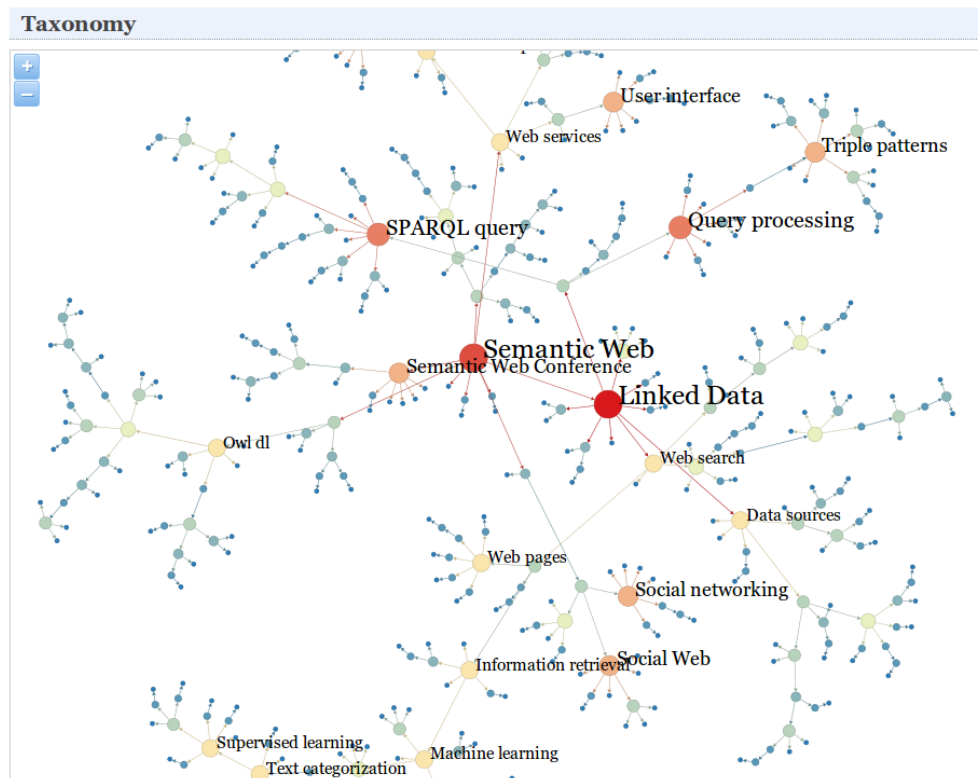 Taxonomy
+
−
User interface
Web services
Triple patterns
SPARQL query
Query processing
Semantic Web
Semantic Web Conference
Linked Data
Owl dl
Web search
Data sources
Web pages
Social networking
Information retrieval
Social Web
Supervised learning
Machine learning
Text categorization